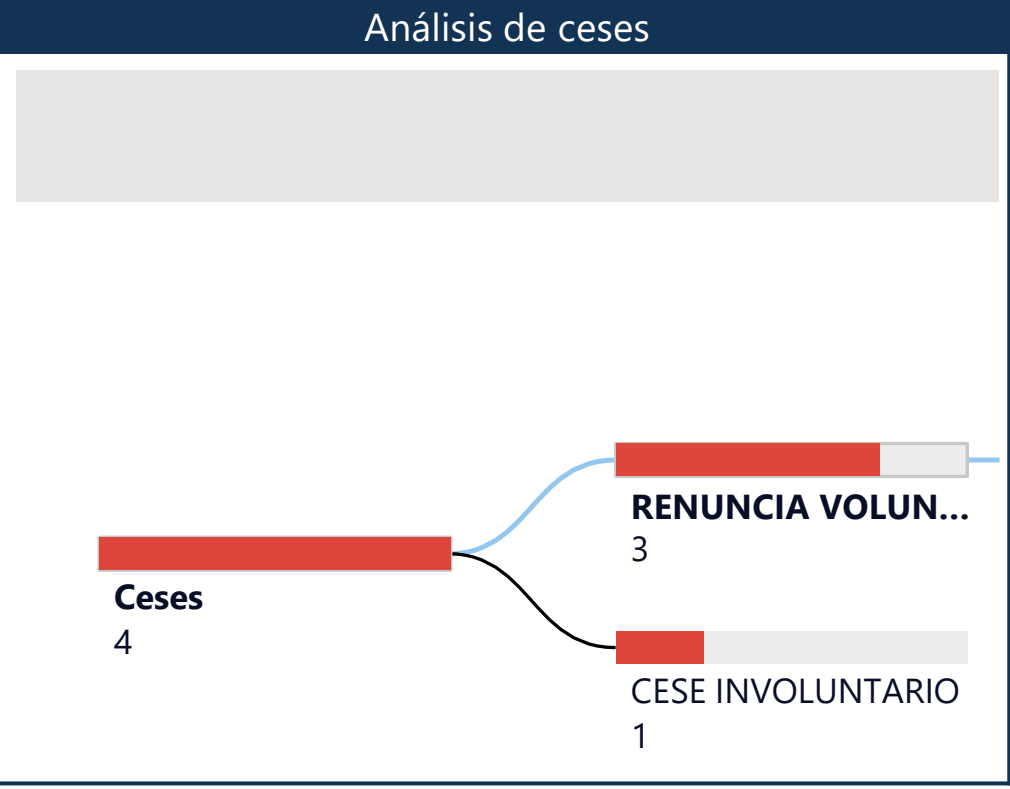 Análisis de ceses
RENUNCIA VOLUN...
3
Ceses
4
CESE INVOLUNTARIO
1